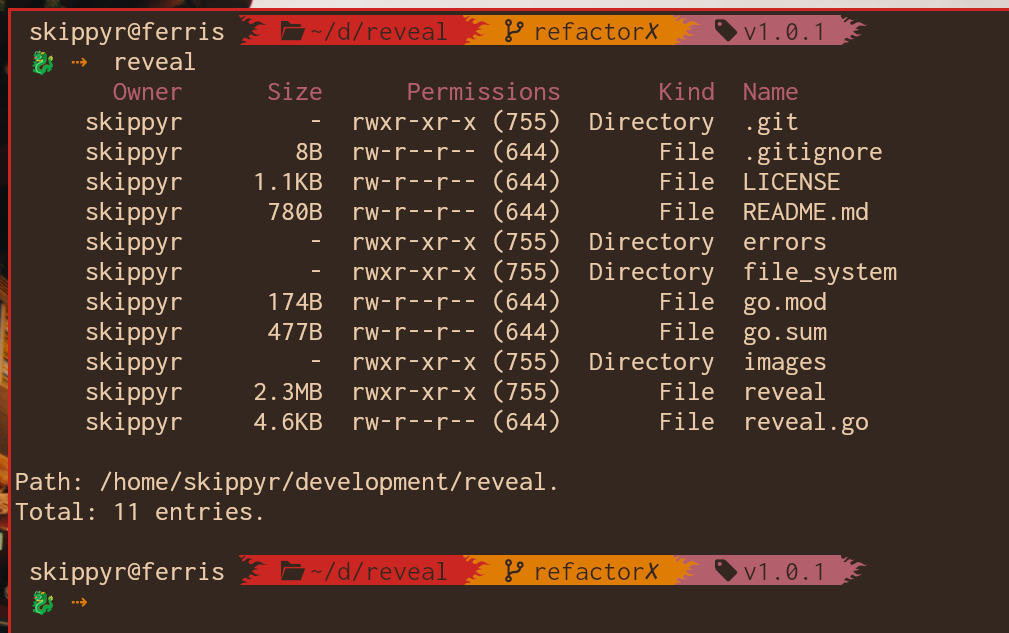 skippyr@ferris ~/d/reveal refactor✗ v1.0.1
🐉 ⇢ reveal
Owner Size Permissions Kind Name
skippyr - rwxr-xr-x (755) Directory .git
skippyr 8B rw-r--r-- (644) File .gitignore
skippyr 1.1KB rw-r--r-- (644) File LICENSE
skippyr 780B rw-r--r-- (644) File README.md
skippyr - rwxr-xr-x (755) Directory errors
skippyr - rwxr-xr-x (755) Directory file_system
skippyr 174B rw-r--r-- (644) File go.mod
skippyr 477B rw-r--r-- (644) File go.sum
skippyr - rwxr-xr-x (755) Directory images
skippyr 2.3MB rwxr-xr-x (755) File reveal
skippyr 4.6KB rw-r--r-- (644) File reveal.go
Path: /home/skippyr/development/reveal.
Total: 11 entries.
skippyr@ferris ~/d/reveal refactor✗ v1.0.1
🐉 ⇢